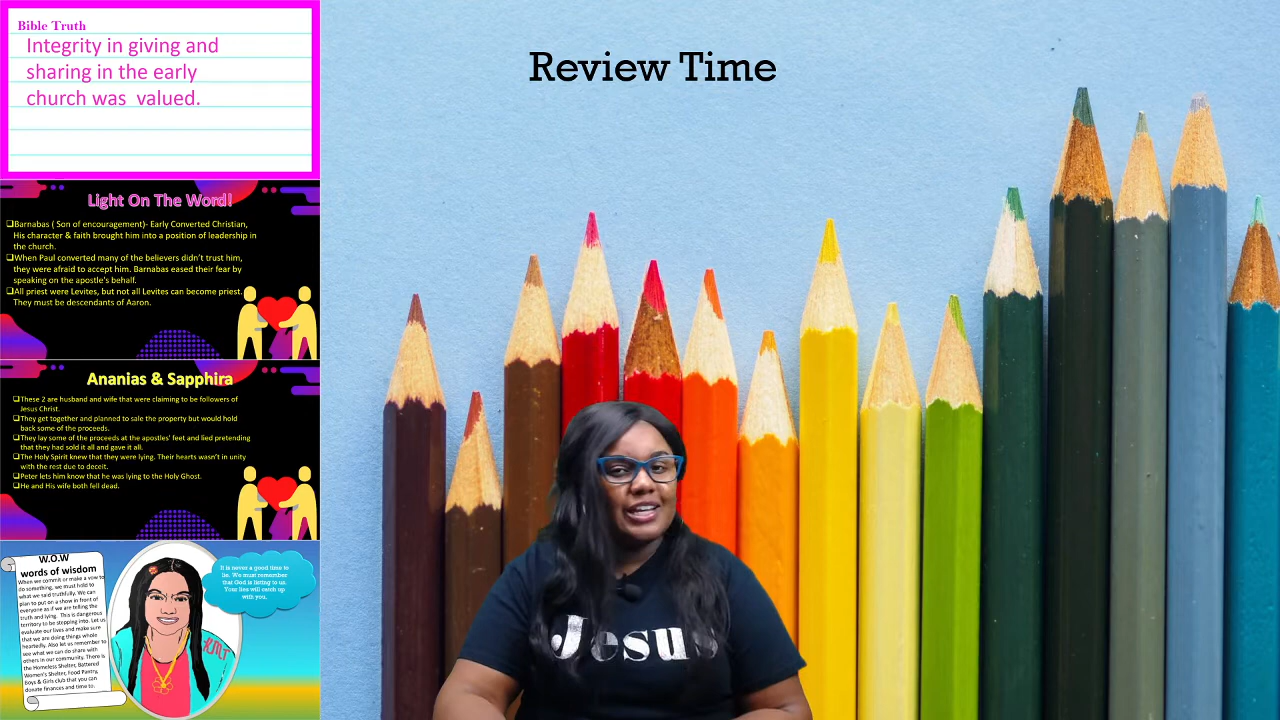 Bible Truth
Integrity in giving and
sharing in the early
church was  valued.
Light On The Word!
❑Barnabas ( Son of encouragement)- Early Converted Christian,
His character & faith brought him into a position of leadership in
the church.
❑When Paul converted many of the believers didn't trust him,
they were afraid to accept him. Barnabas eased their fear by
speaking on the apostle's behalf.
❑All priest were Levites, but not all Levites can become priest.
They must be descendants of Aaron.
Ananias & Sapphira
❑These 2 are husband and wife that were claiming to be followers of
Jesus Christ.
❑They get together and planned to sale the property but would hold
back some of the proceeds.
❑They lay some of the proceeds at the apostles' feet and lied pretending
that they had sold it all and gave it all.
❑The Holy Spirit knew that they were lying. Their hearts wasn't in unity
with the rest due to deceit.
❑Peter lets him know that he was lying to the Holy Ghost.
❑He and His wife both fell dead.
W.O.W
words of wisdom
When we commit or make a vow to
do something, we must hold to
what we said truthfully. We can
plan to put on a show in front of
everyone as if we are telling the
truth and lying.  This is dangerous
territory to be stepping into. Let us
evaluate our lives and make sure
that we are doing things whole
heartedly. Also let us remember to
see what we can do share with
others in our community. There is
the Homeless Shelter, Battered
Women's Shelter, Food Pantry,
Boys & Girls club that you can
donate finances and time to.
It is never a good time to
lie. We must remember
that God is listing to us.
Your lies will catch up
with you.
Review Time
Jesus